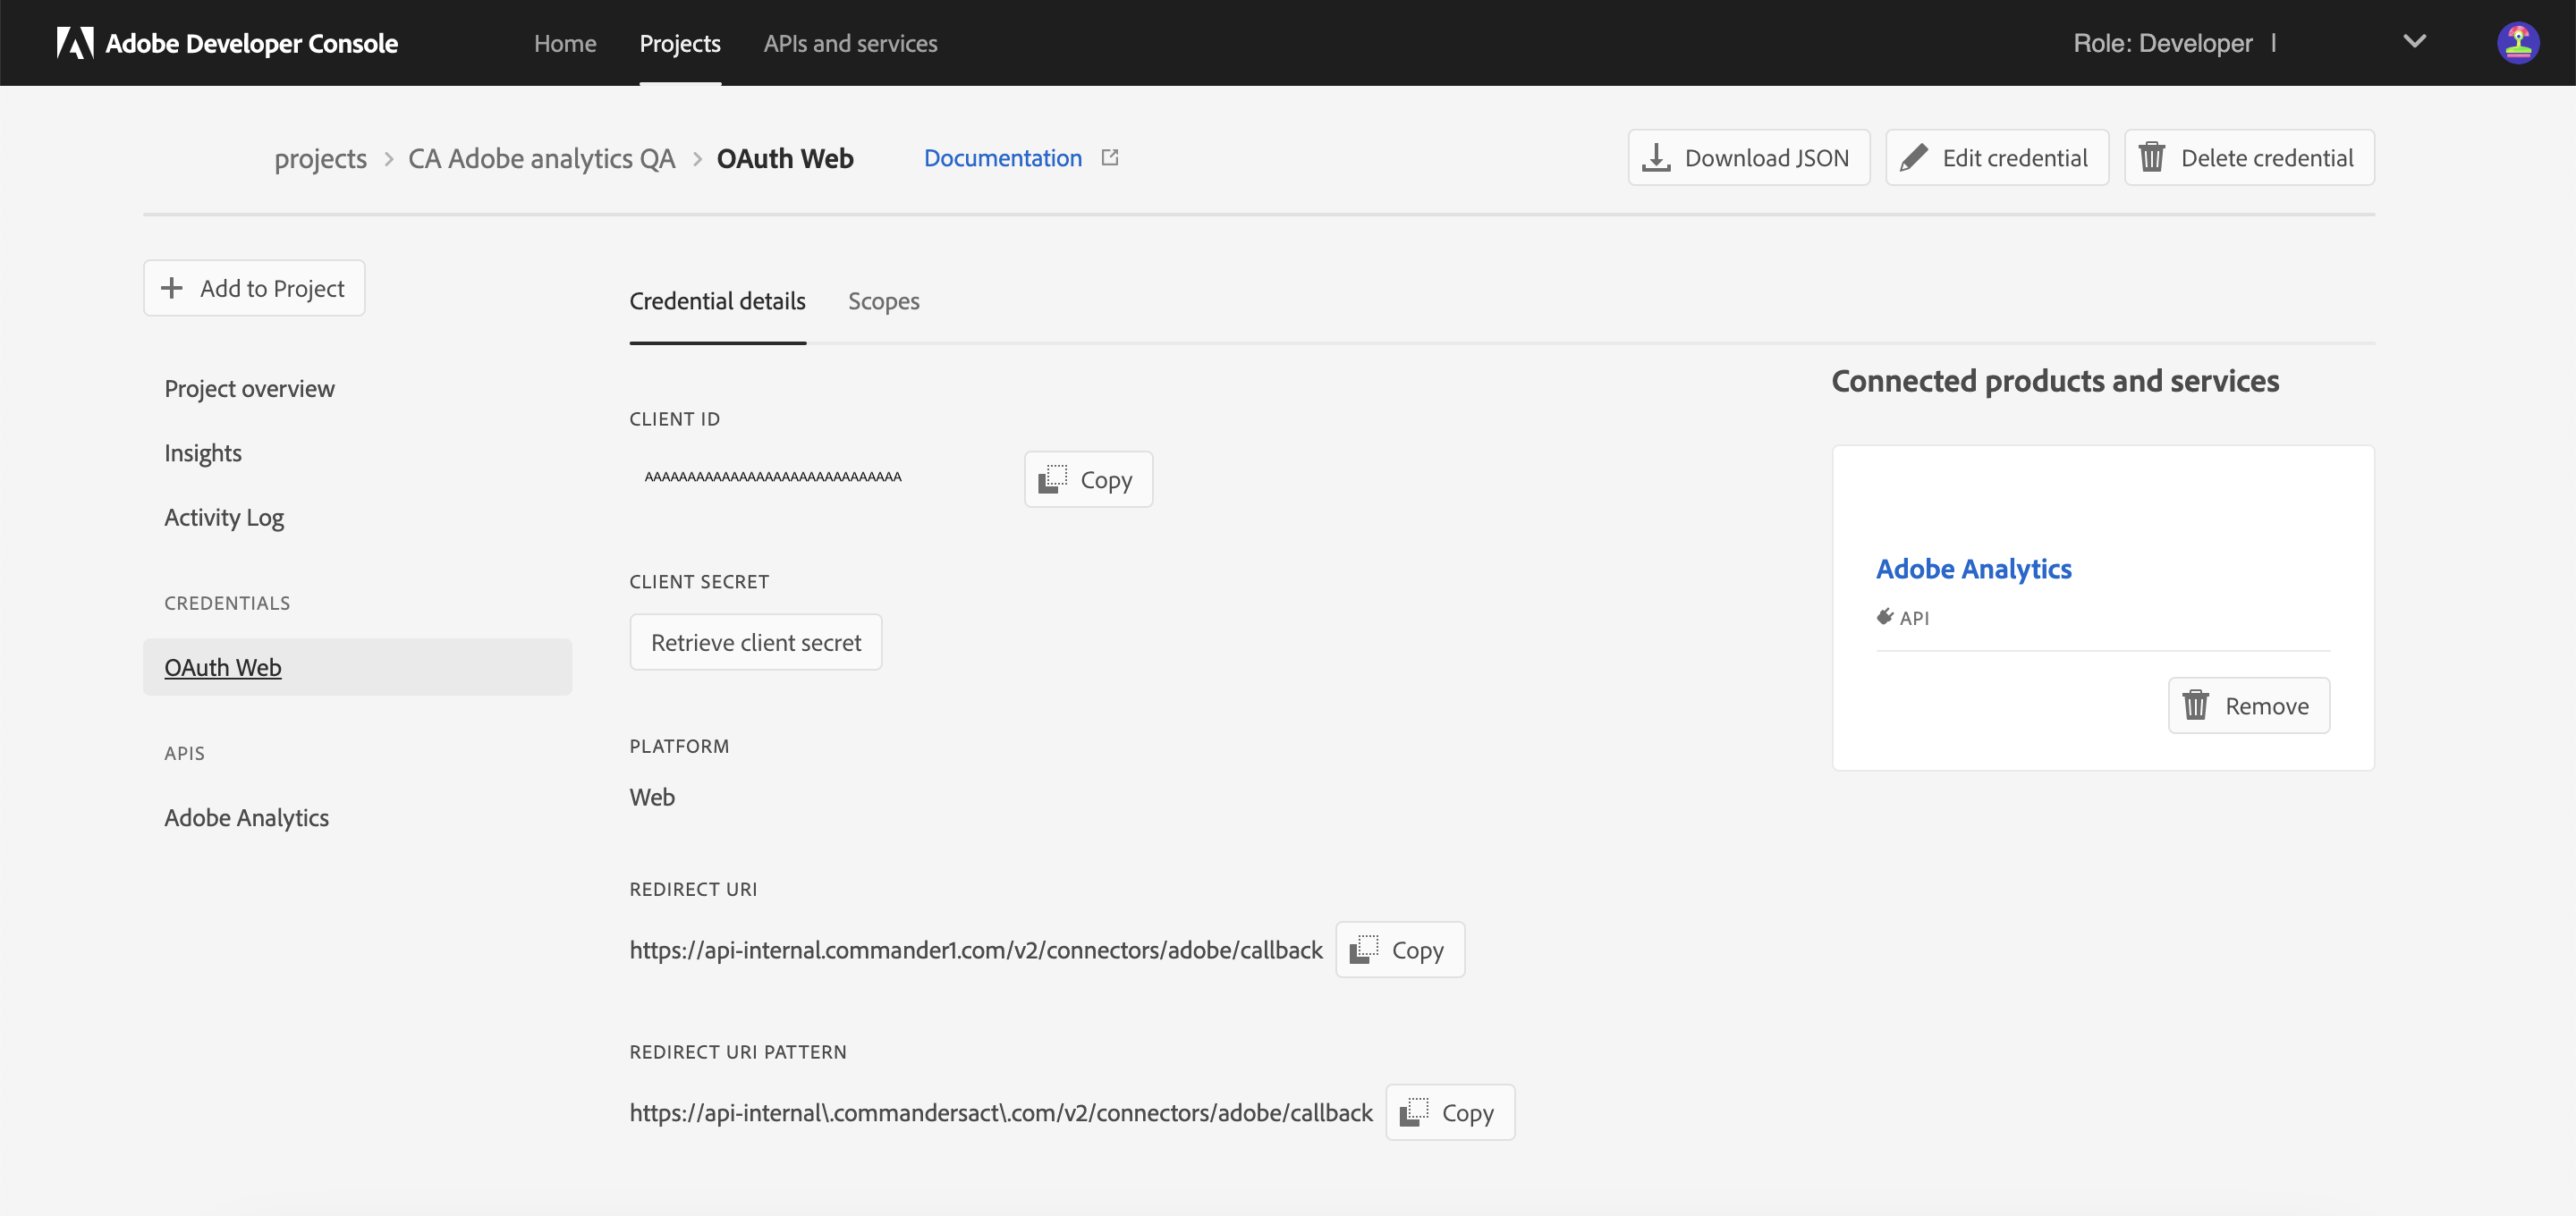 Adobe Developer Console
Home
Projects
APIs and services
Role: Developer |
projects > CA Adobe analytics QA > OAuth Web
Documentation
Download JSON
Edit credential
Delete credential
Add to Project
Credential details
Scopes
Project overview
Insights
Activity Log
CREDENTIALS
OAuth Web
APIS
Adobe Analytics
CLIENT ID
AAAAAAAAAAAAAAAAAAAAAAAAAAAAAA
Copy
CLIENT SECRET
Retrieve client secret
PLATFORM
Web
REDIRECT URI
https://api-internal.commander1.com/v2/connectors/adobe/callback
Copy
REDIRECT URI PATTERN
https://api-internal\.commandersact\.com/v2/connectors/adobe/callback
Copy
Connected products and services
Adobe Analytics
API
Remove